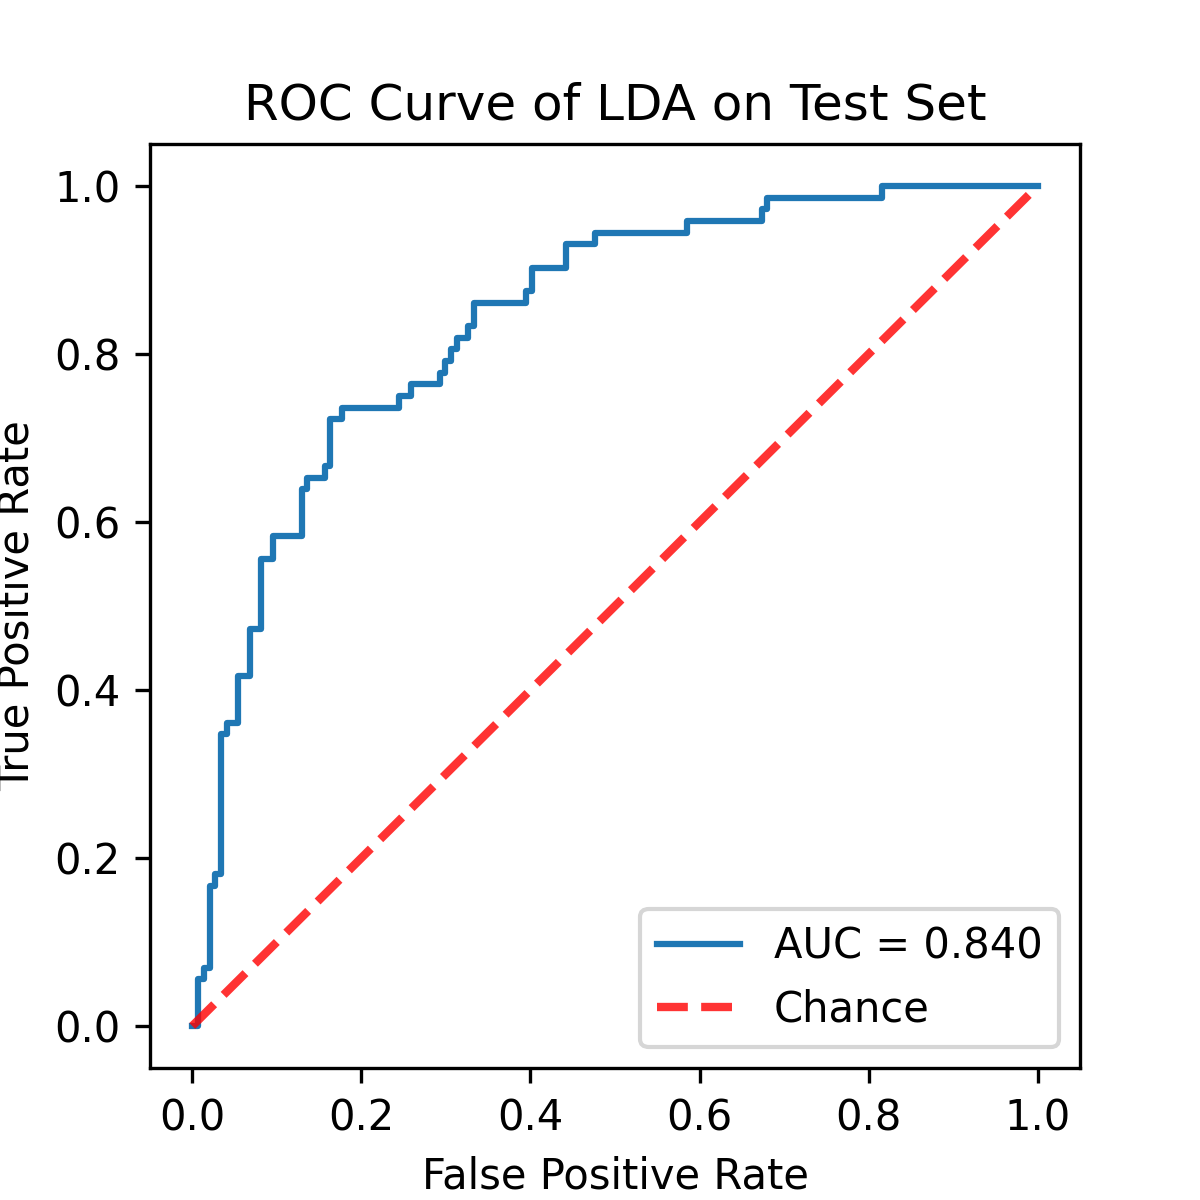 ROC Curve of LDA on Test Set
1.0
0.8
0.6
0.4
0.2
0.0
True Positive Rate
AUC = 0.840
Chance
0.0 0.2 0.4 0.6 0.8 1.0
False Positive Rate